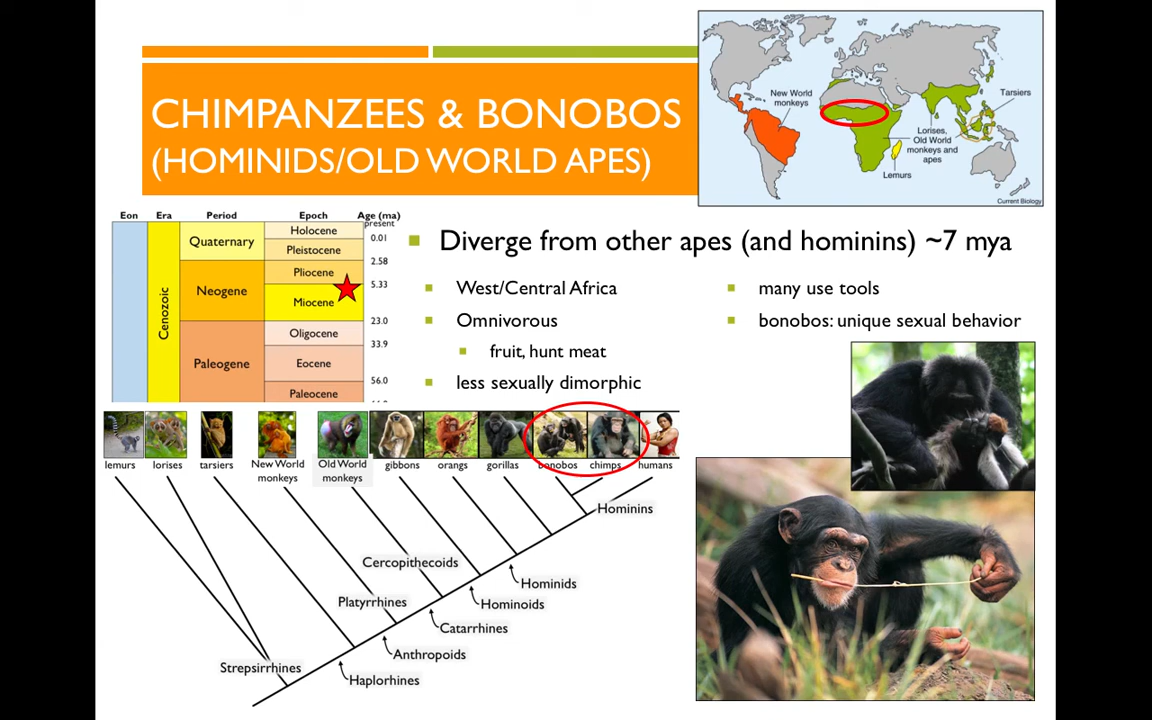 CHIMPANZEES & BONOBOS
(HOMINIDS/OLD WORLD APES)
New World
monkeys
Tarsiers
Lorises,
Old World
monkeys and
apes
Lemurs
Current Biology
Eon Era Period Epoch Age (ma)
present
Holocene
0.01
Quaternary
Pleistocene
2.58
Pliocene
5.33
Neogene
Miocene
23.0
Cenozoic
Oligocene
33.9
Paleogene
Eocene
56.0
Paleocene
Diverge from other apes (and hominins) ~7 mya
West/Central Africa
Omnivorous
fruit, hunt meat
less sexually dimorphic
many use tools
bonobos: unique sexual behavior
lemurs lorises tarsiers New World monkeys Old World monkeys gibbons orangs gorillas bonobos chimps humans
Hominins
Cercopithecoids
Hominids
Platyrrhines
Hominoids
Catarrhines
Anthropoids
Strepsirrhines
Haplorhines